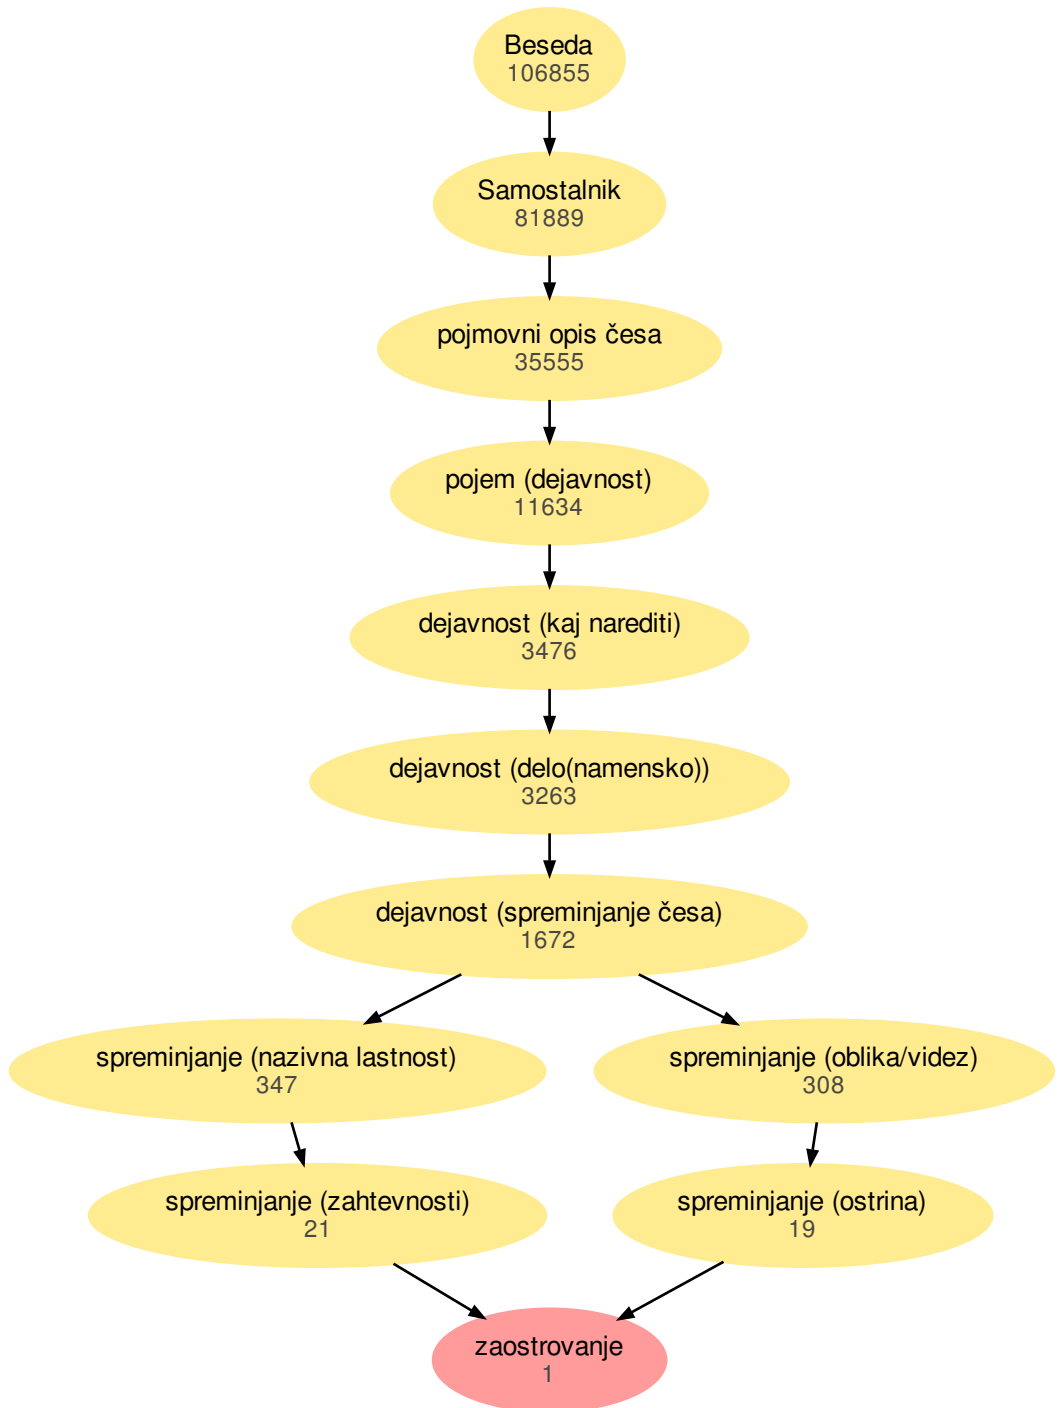 Beseda
106855
Samostalnik
81889
pojmovni opis česa
35555
pojem (dejavnost)
11634
dejavnost (kaj narediti)
3476
dejavnost (delo(namensko))
3263
dejavnost (spreminjanje česa)
1672
spreminjanje (nazivna lastnost)
347
spreminjanje (oblika/videz)
308
spreminjanje (zahtevnosti)
21
spreminjanje (ostrina)
19
zaostrovanje
1